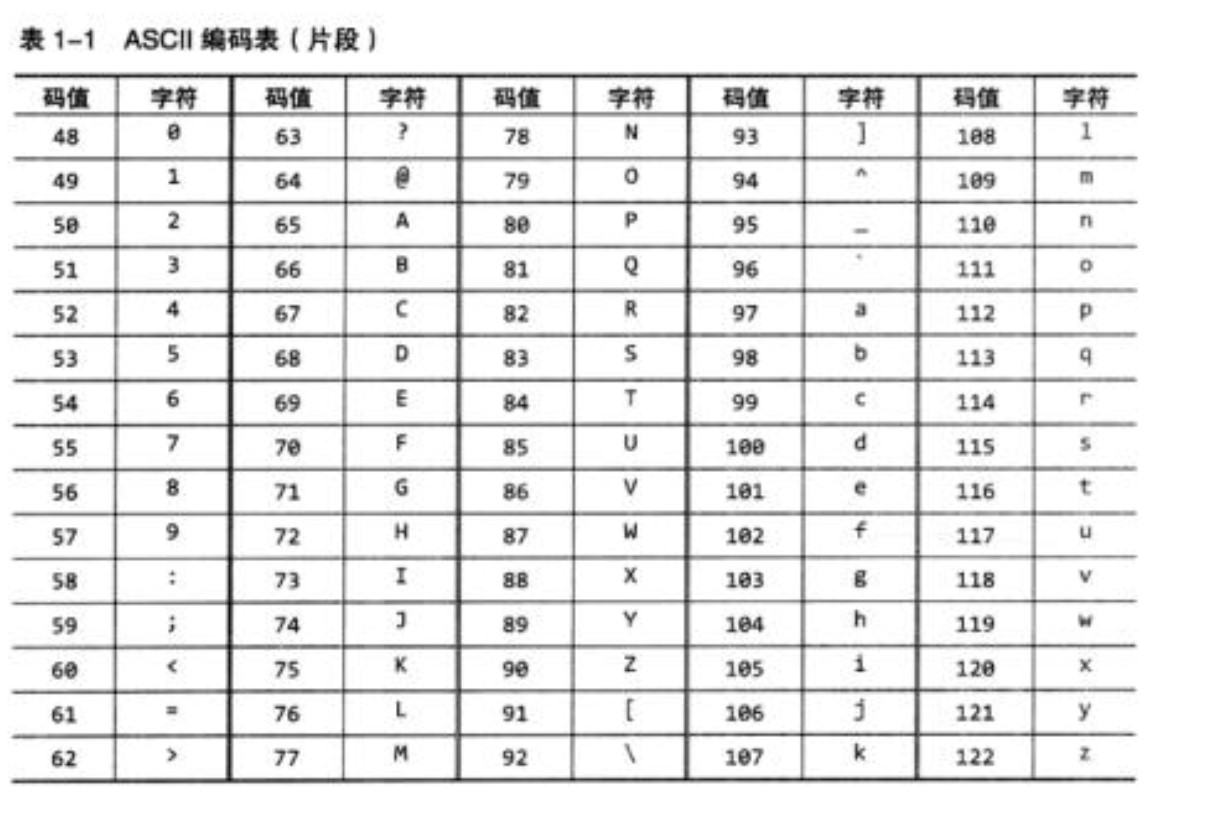 表 1-1 ASCII 编码表（片段）
码值 字符 码值 字符 码值 字符 码值 字符 码值 字符
48 0 63 ? 78 N 93 ] 108 l
49 1 64 @ 79 O 94 ^ 109 m
50 2 65 A 80 P 95 _ 110 n
51 3 66 B 81 Q 96 ` 111 o
52 4 67 C 82 R 97 a 112 p
53 5 68 D 83 S 98 b 113 q
54 6 69 E 84 T 99 c 114 r
55 7 70 F 85 U 100 d 115 s
56 8 71 G 86 V 101 e 116 t
57 9 72 H 87 W 102 f 117 u
58 : 73 I 88 X 103 g 118 v
59 ; 74 J 89 Y 104 h 119 w
60 < 75 K 90 Z 105 i 120 x
61 = 76 L 91 [ 106 j 121 y
62 > 77 M 92 \ 107 k 122 z